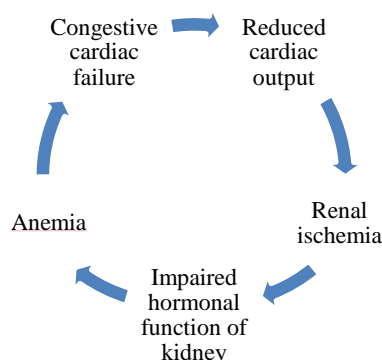 Congestive
cardiac
failure
Reduced
cardiac
output
Renal
ischemia
Impaired
hormonal
function of
kidney
Anemia